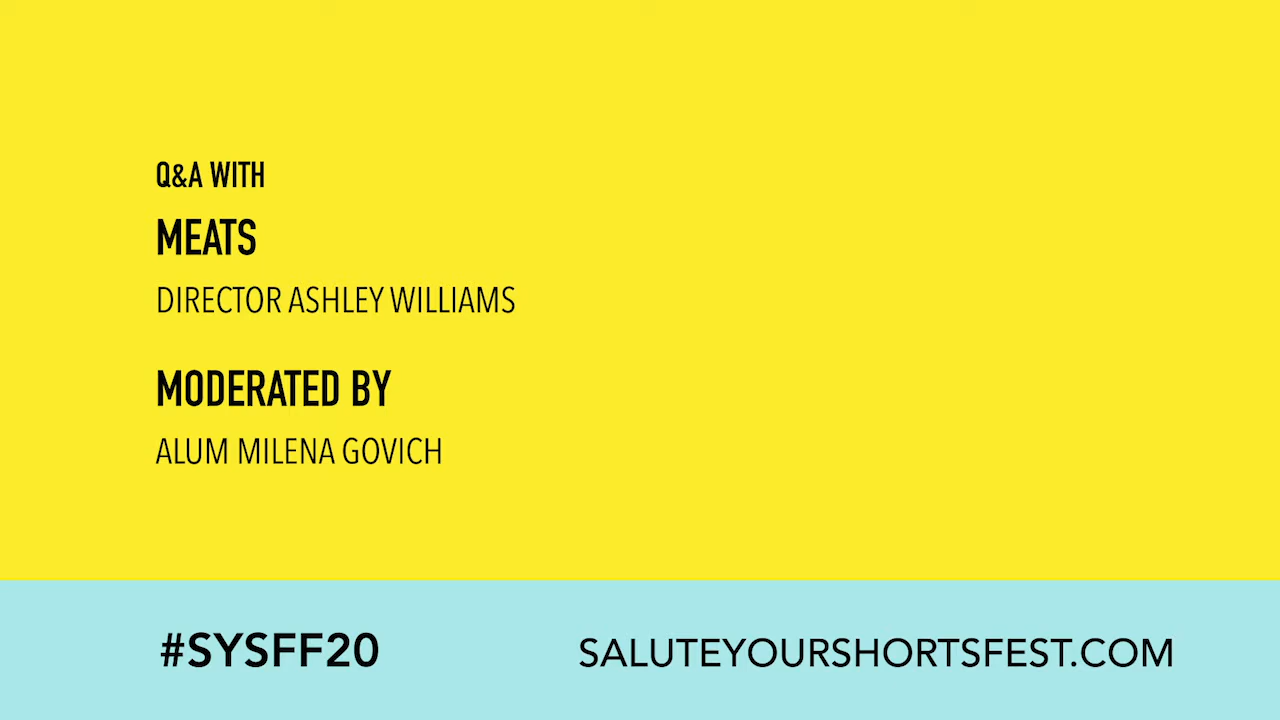 Q&A WITH
MEATS
DIRECTOR ASHLEY WILLIAMS
MODERATED BY
ALUM MILENA GOVICH
#SYSFF20
SALUTEYOURSHORTSFEST.COM